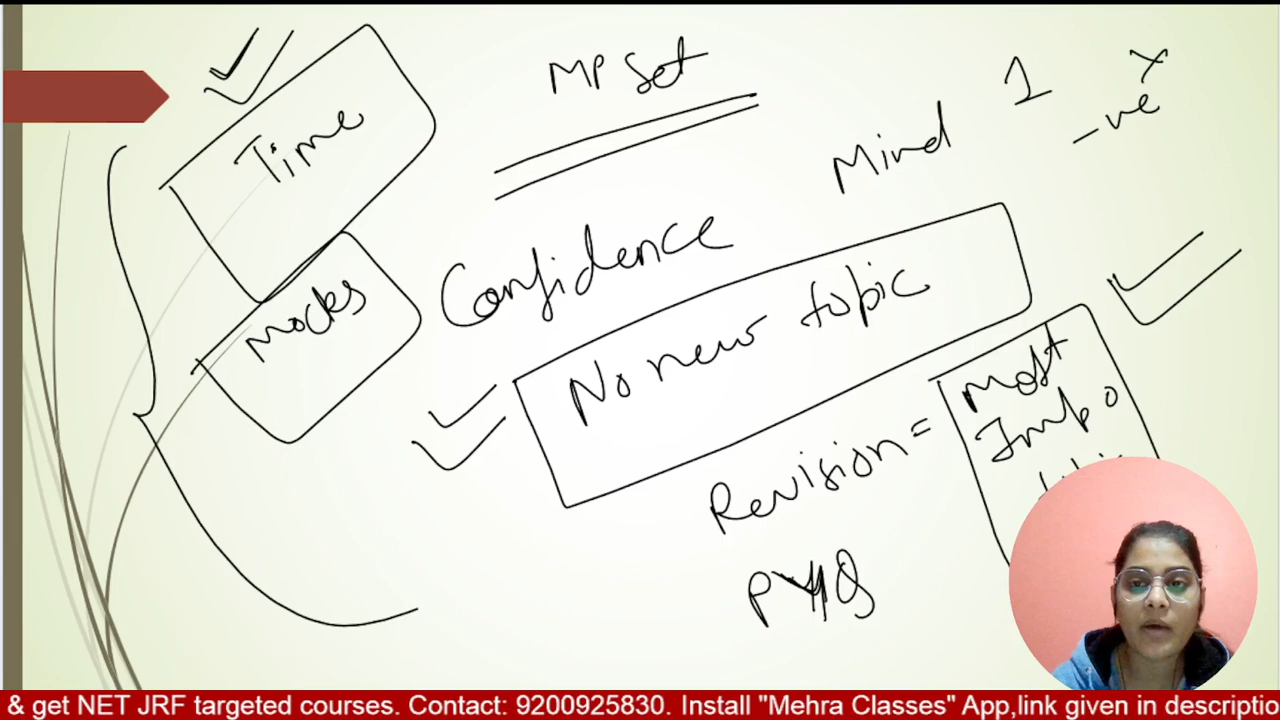 MP Set
Time
Mind 1
-ve
Confidence
mocks
No new topic
Revision = Most
Imp
PYQ
& get NET JRF targeted courses. Contact: 9200925830. Install "Mehra Classes" App,link given in descriptio